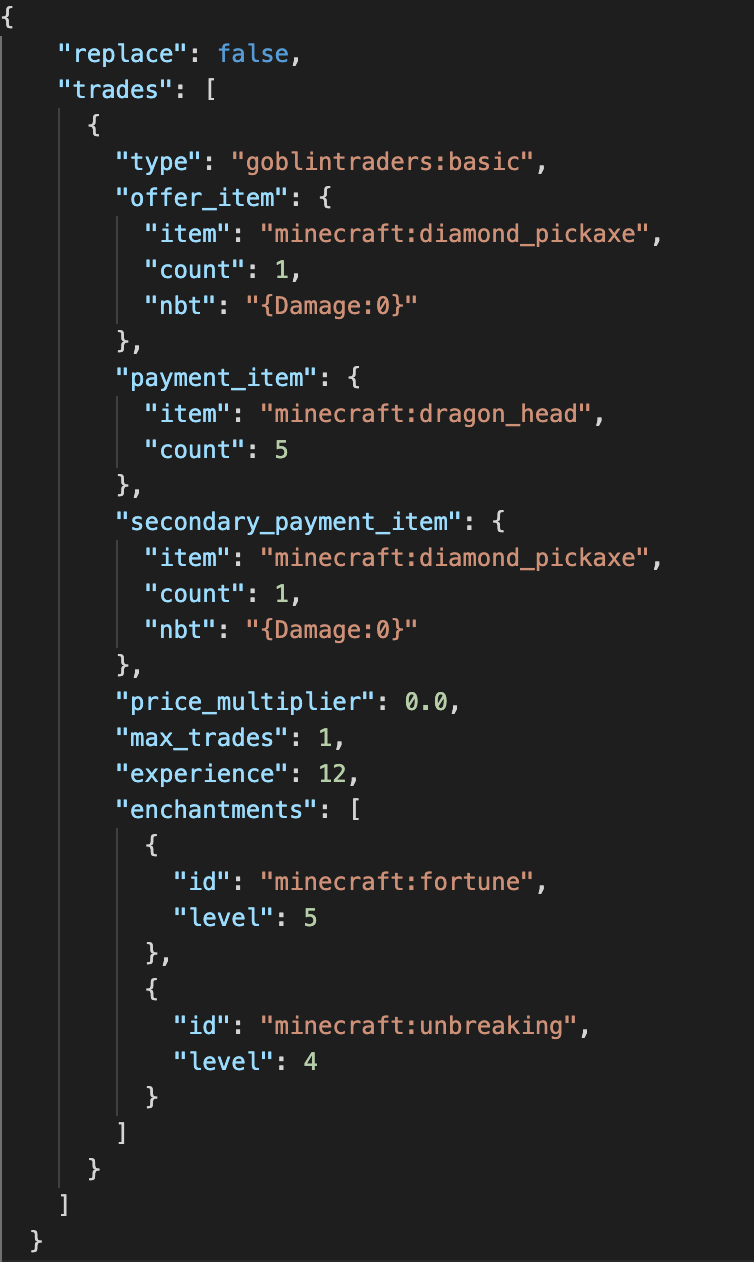 {
"replace": false,
"trades": [
{
"type": "goblintraders:basic",
"offer_item": {
"item": "minecraft:diamond_pickaxe",
"count": 1,
"nbt": "{Damage:0}"
},
"payment_item": {
"item": "minecraft:dragon_head",
"count": 5
},
"secondary_payment_item": {
"item": "minecraft:diamond_pickaxe",
"count": 1,
"nbt": "{Damage:0}"
},
"price_multiplier": 0.0,
"max_trades": 1,
"experience": 12,
"enchantments": [
{
"id": "minecraft:fortune",
"level": 5
},
{
"id": "minecraft:unbreaking",
"level": 4
}
]
}
]
}